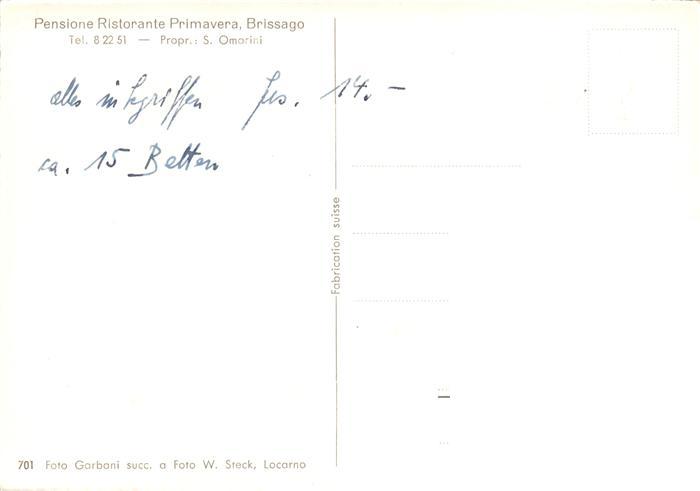 Pensione Ristorante Primavera, Brissago
Tel. 8 22 51 — Propr.: S. Omarini
alles inbegriffen Frs. 14.-
ca. 15 Betten
Fabrication suisse
701 Foto Garbani succ. a Foto W. Steck, Locarno